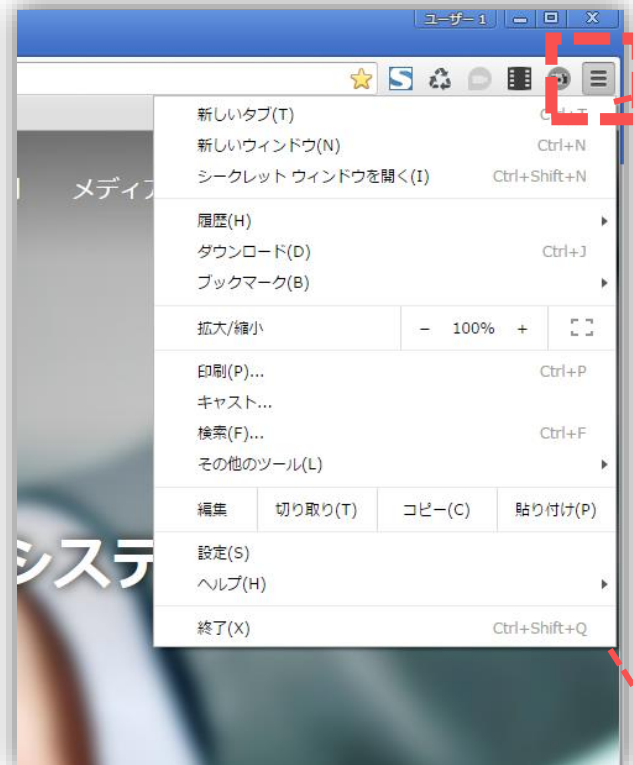 ユーザー 1
新しいタブ(T) Ctrl+T
新しいウィンドウ(N) Ctrl+N
シークレット ウィンドウを開く(I) Ctrl+Shift+N
メディア
履歴(H)
ダウンロード(D) Ctrl+J
ブックマーク(B)
拡大/縮小 − 100% +
印刷(P)... Ctrl+P
キャスト...
検索(F)... Ctrl+F
その他のツール(L)
編集 切り取り(T) コピー(C) 貼り付け(P)
設定(S)
システ
ヘルプ(H)
終了(X) Ctrl+Shift+Q